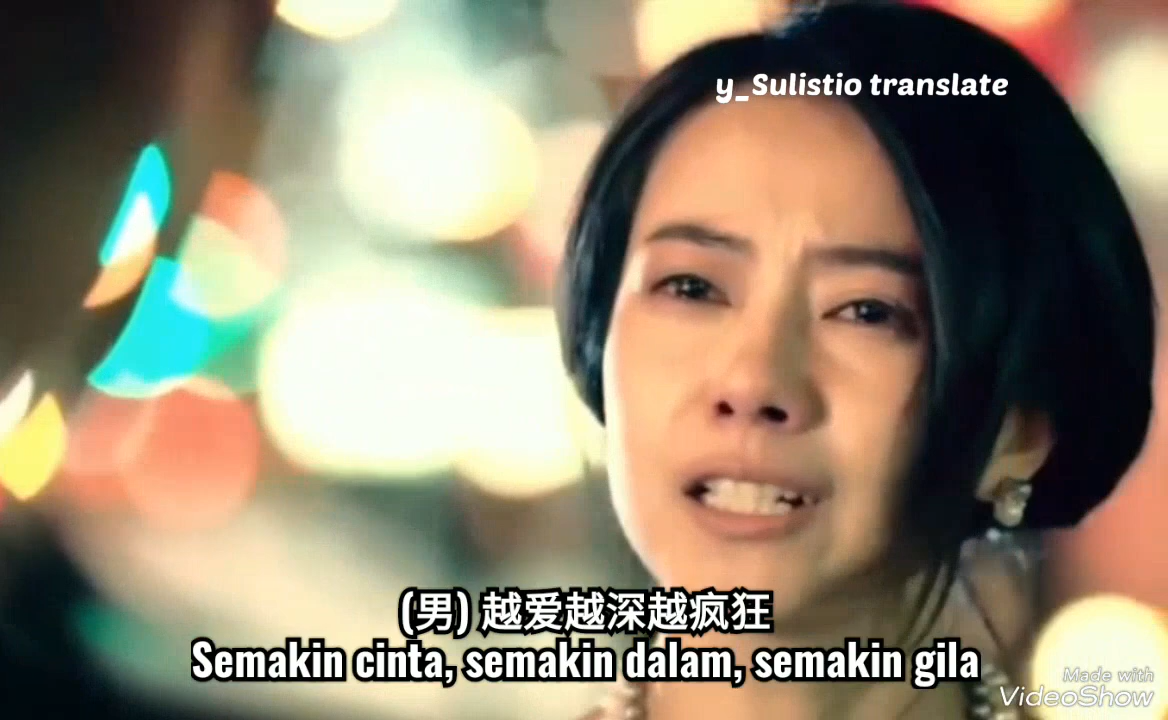 y_Sulistio translate
(男) 越爱越深越疯狂
Semakin cinta, semakin dalam, semakin gila
Made with
VideoShow